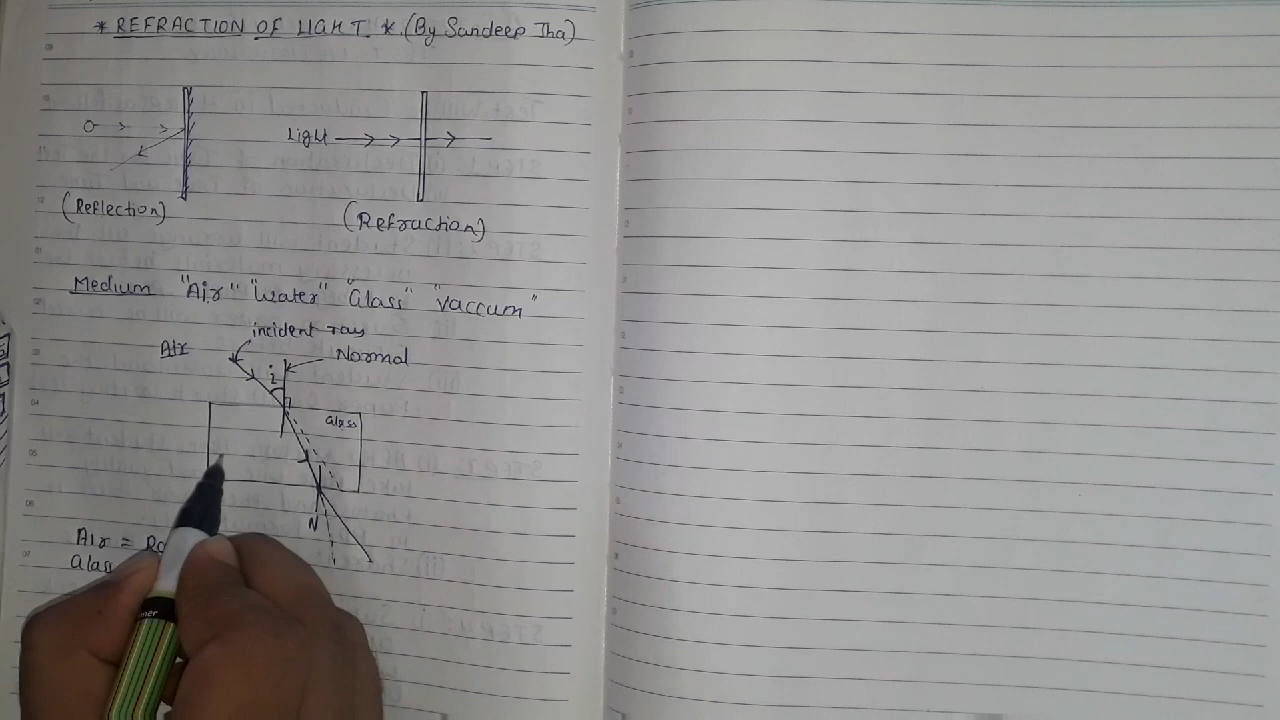 * REFRACTION OF LIGHT * (By Sandeep Jha)
Light
(Reflection)
(Refraction)
Medium "Air" "Water" "Glass" "Vaccum"
incident ray
Air
Normal
i
Glass
N
Air =
Glass